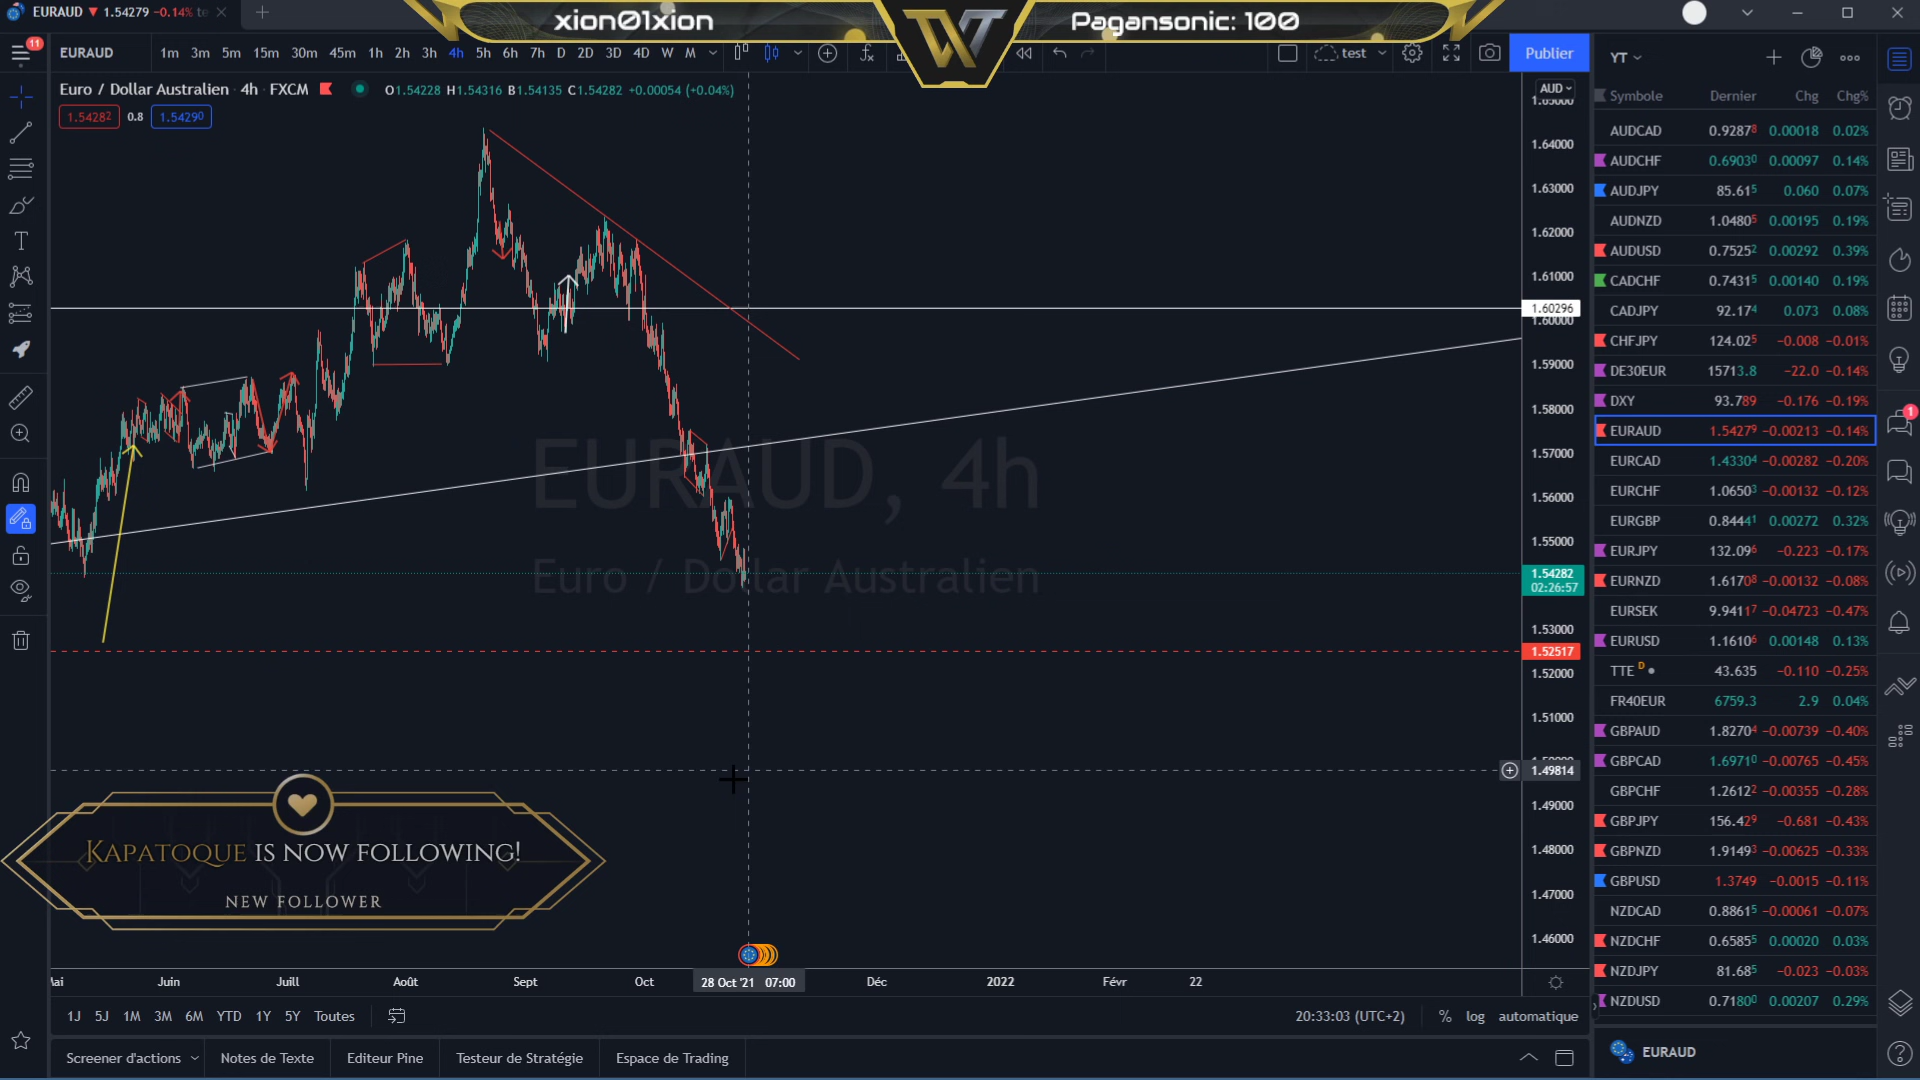 EURAUD ▼ 1.54279 −0.14% te
xion01xion
Pagansonic: 100
11
EURAUD
1m 3m 5m 15m 30m 45m 1h 2h 3h 4h 5h 6h 7h D 2D 3D 4D W M
test
Publier
Euro / Dollar Australien · 4h · FXCM
O1.54228 H1.54316 B1.54135 C1.54282 +0.00054 (+0.04%)
1.54282 0.8 1.54290
EURAUD, 4h
Euro / Dollar Australien
AUD
1.65000
1.64000
1.63000
1.62000
1.61000
1.60296
1.60000
1.59000
1.58000
1.57000
1.56000
1.55000
1.54282
02:26:57
1.53000
1.52517
1.52000
1.51000
1.49814
1.49000
1.48000
1.47000
1.46000
Kapatoque is now following!
New Follower
Mai Juin Juill Août Sept Oct 28 Oct '21 07:00 Déc 2022 Févr 22
1J 5J 1M 3M 6M YTD 1Y 5Y Toutes
20:33:03 (UTC+2) % log automatique
Screener d'actions Notes de Texte Editeur Pine Testeur de Stratégie Espace de Trading
YT
Symbole Dernier Chg Chg%
AUDCAD 0.92878 0.00018 0.02%
AUDCHF 0.69030 0.00097 0.14%
AUDJPY 85.615 0.060 0.07%
AUDNZD 1.04805 0.00195 0.19%
AUDUSD 0.75252 0.00292 0.39%
CADCHF 0.74315 0.00140 0.19%
CADJPY 92.174 0.073 0.08%
CHFJPY 124.025 −0.008 −0.01%
DE30EUR 15713.8 −22.0 −0.14%
DXY 93.789 −0.176 −0.19%
EURAUD 1.54279 −0.00213 −0.14%
EURCAD 1.43304 −0.00282 −0.20%
EURCHF 1.06503 −0.00132 −0.12%
EURGBP 0.84441 0.00272 0.32%
EURJPY 132.096 −0.223 −0.17%
EURNZD 1.61708 −0.00132 −0.08%
EURSEK 9.94117 −0.04723 −0.47%
EURUSD 1.16106 0.00148 0.13%
TTE D 43.635 −0.110 −0.25%
FR40EUR 6759.3 2.9 0.04%
GBPAUD 1.82704 −0.00739 −0.40%
GBPCAD 1.69710 −0.00765 −0.45%
GBPCHF 1.26122 −0.00355 −0.28%
GBPJPY 156.429 −0.681 −0.43%
GBPNZD 1.91493 −0.00625 −0.33%
GBPUSD 1.3749 −0.0015 −0.11%
NZDCAD 0.88615 −0.00061 −0.07%
NZDCHF 0.65855 0.00020 0.03%
NZDJPY 81.685 −0.023 −0.03%
NZDUSD 0.71800 0.00207 0.29%
EURAUD
1